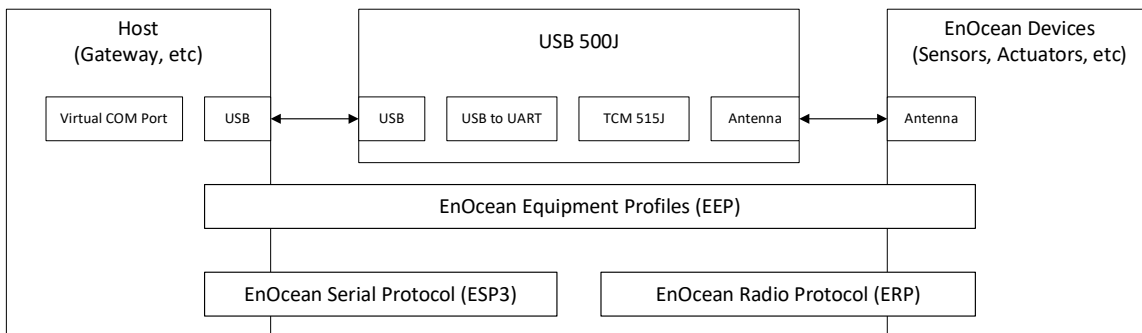 Host
(Gateway, etc)
USB 500J
EnOcean Devices
(Sensors, Actuators, etc)
Virtual COM Port
USB
USB
USB to UART
TCM 515J
Antenna
Antenna
EnOcean Equipment Profiles (EEP)
EnOcean Serial Protocol (ESP3)
EnOcean Radio Protocol (ERP)